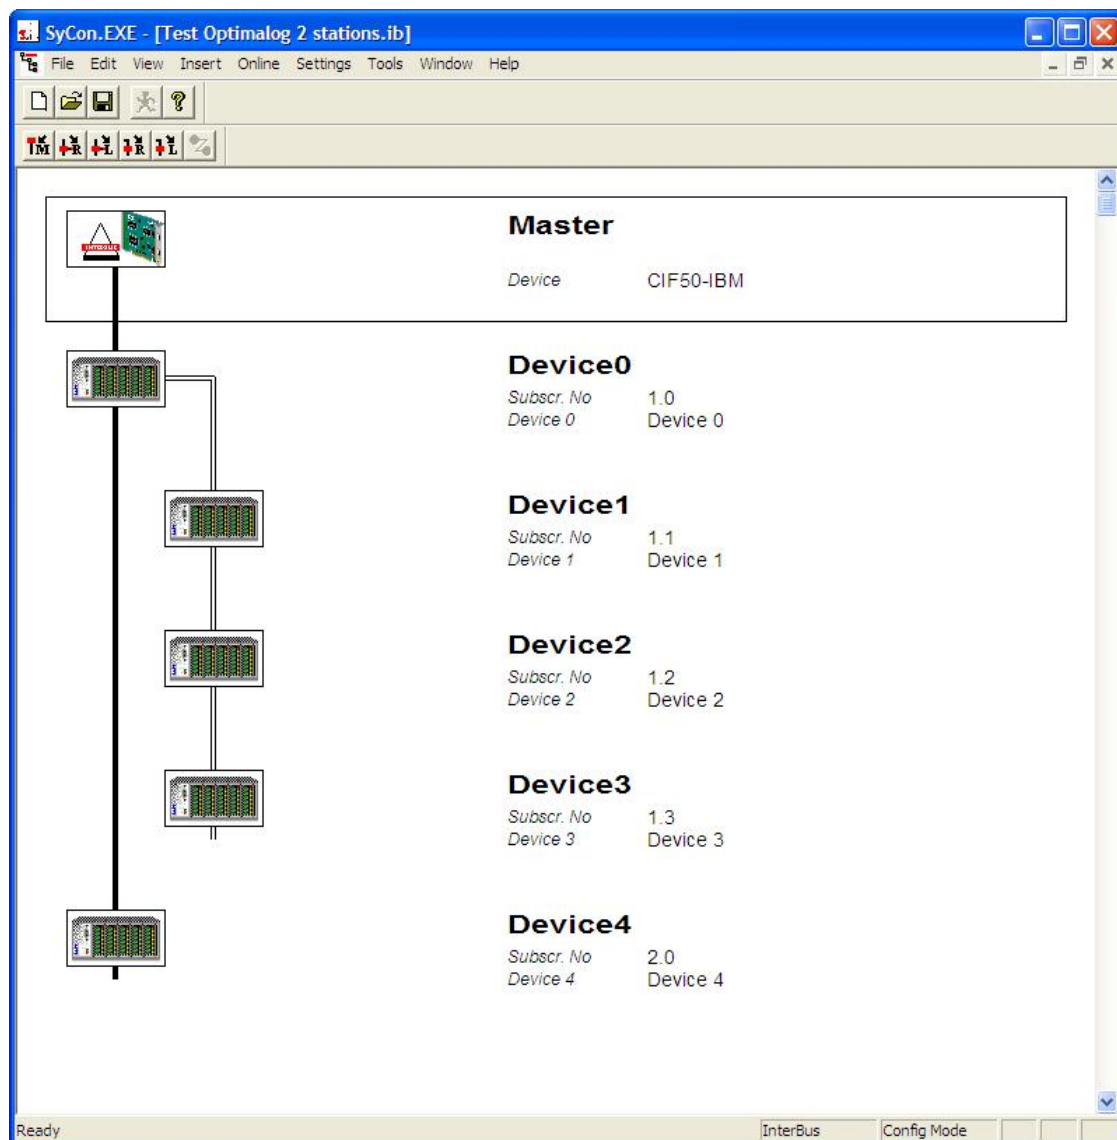 SyCon.EXE - [Test Optimalog 2 stations.ib]
File Edit View Insert Online Settings Tools Window Help
M R L R L
INTERBUS
Master
Device CIF50-IBM
Device0
Subscr. No 1.0
Device 0 Device 0
Device1
Subscr. No 1.1
Device 1 Device 1
Device2
Subscr. No 1.2
Device 2 Device 2
Device3
Subscr. No 1.3
Device 3 Device 3
Device4
Subscr. No 2.0
Device 4 Device 4
Ready InterBus Config Mode